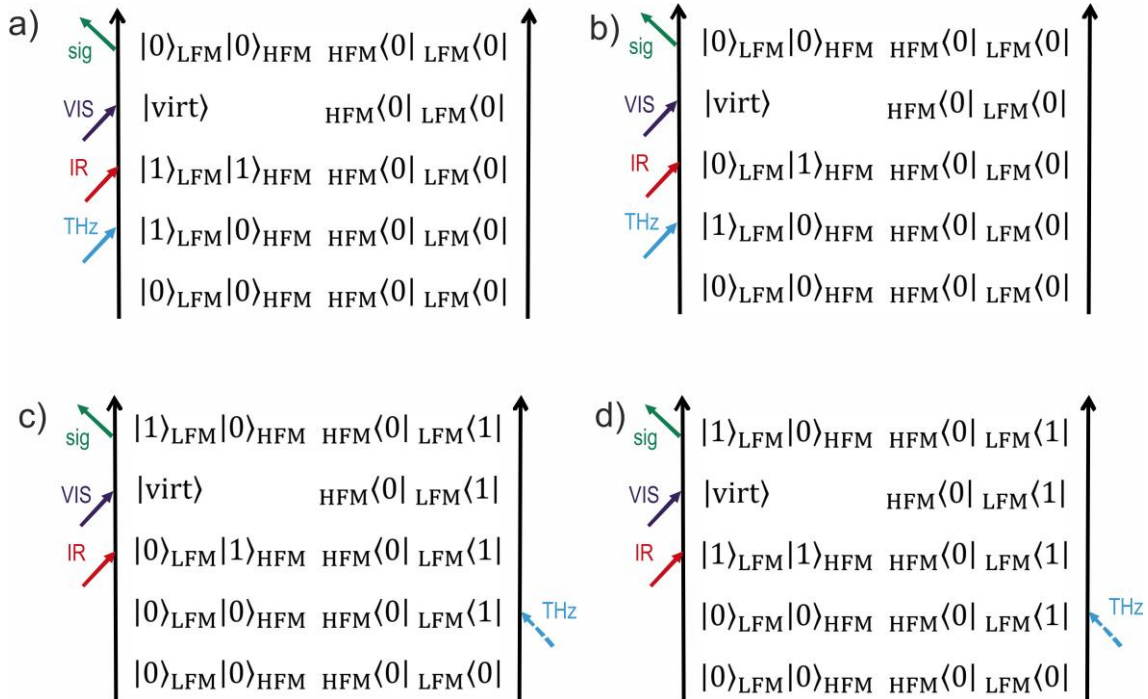 a)
sig |0⟩LFM|0⟩HFM HFM⟨0| LFM⟨0|
VIS |virt⟩ HFM⟨0| LFM⟨0|
IR |1⟩LFM|1⟩HFM HFM⟨0| LFM⟨0|
THz |1⟩LFM|0⟩HFM HFM⟨0| LFM⟨0|
|0⟩LFM|0⟩HFM HFM⟨0| LFM⟨0|
b)
sig |0⟩LFM|0⟩HFM HFM⟨0| LFM⟨0|
VIS |virt⟩ HFM⟨0| LFM⟨0|
IR |0⟩LFM|1⟩HFM HFM⟨0| LFM⟨0|
THz |1⟩LFM|0⟩HFM HFM⟨0| LFM⟨0|
|0⟩LFM|0⟩HFM HFM⟨0| LFM⟨0|
c)
sig |1⟩LFM|0⟩HFM HFM⟨0| LFM⟨1|
VIS |virt⟩ HFM⟨0| LFM⟨1|
IR |0⟩LFM|1⟩HFM HFM⟨0| LFM⟨1|
|0⟩LFM|0⟩HFM HFM⟨0| LFM⟨1| THz
|0⟩LFM|0⟩HFM HFM⟨0| LFM⟨0|
d)
sig |1⟩LFM|0⟩HFM HFM⟨0| LFM⟨1|
VIS |virt⟩ HFM⟨0| LFM⟨1|
IR |1⟩LFM|1⟩HFM HFM⟨0| LFM⟨1|
|0⟩LFM|0⟩HFM HFM⟨0| LFM⟨1| THz
|0⟩LFM|0⟩HFM HFM⟨0| LFM⟨0|